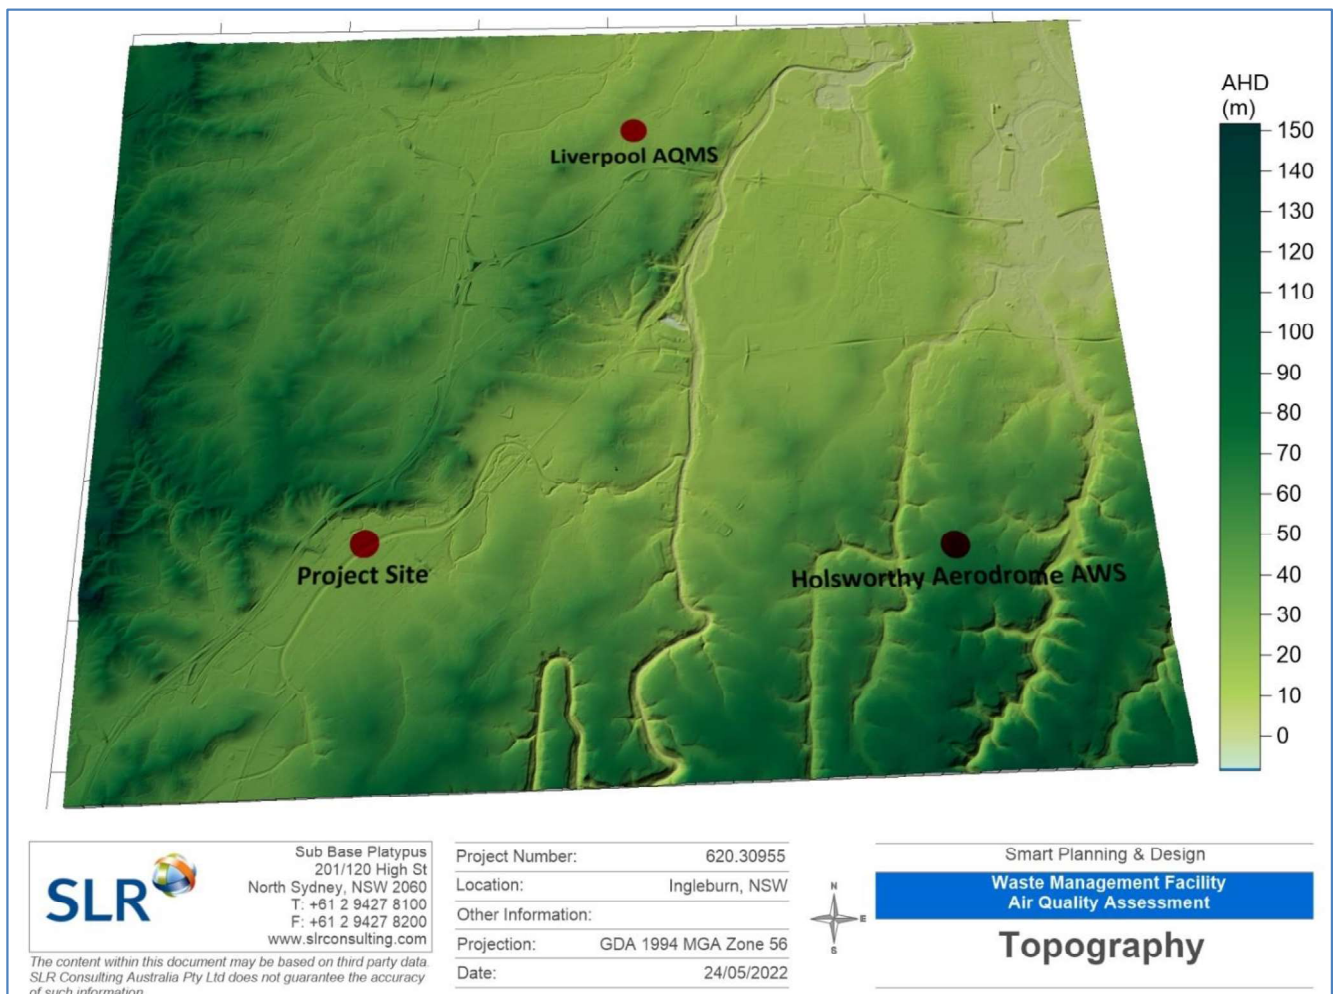 AHD
(m)
150
140
130
120
110
100
90
80
70
60
50
40
30
20
10
0
Liverpool AQMS
Project Site
Holsworthy Aerodrome AWS
SLR
Sub Base Platypus
201/120 High St
North Sydney, NSW 2060
T: +61 2 9427 8100
F: +61 2 9427 8200
www.slrconsulting.com
The content within this document may be based on third party data.
SLR Consulting Australia Pty Ltd does not guarantee the accuracy
of such information.
Project Number: 620.30955
Location: Ingleburn, NSW
Other Information:
Projection: GDA 1994 MGA Zone 56
Date: 24/05/2022
N
E
S
Smart Planning & Design
Waste Management Facility
Air Quality Assessment
Topography